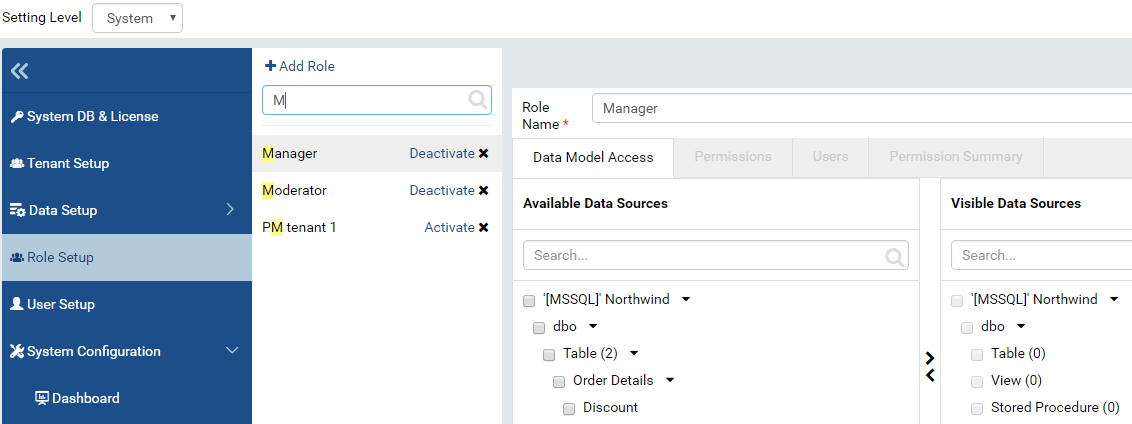 Setting Level System
System DB & License
Tenant Setup
Data Setup
Role Setup
User Setup
System Configuration
Dashboard
Add Role
M
Manager Deactivate
Moderator Deactivate
PM tenant 1 Activate
Role Name * Manager
Data Model Access Permissions Users Permission Summary
Available Data Sources
Search...
'[MSSQL]' Northwind
dbo
Table (2)
Order Details
Discount
Visible Data Sources
Search...
'[MSSQL]' Northwind
dbo
Table (0)
View (0)
Stored Procedure (0)